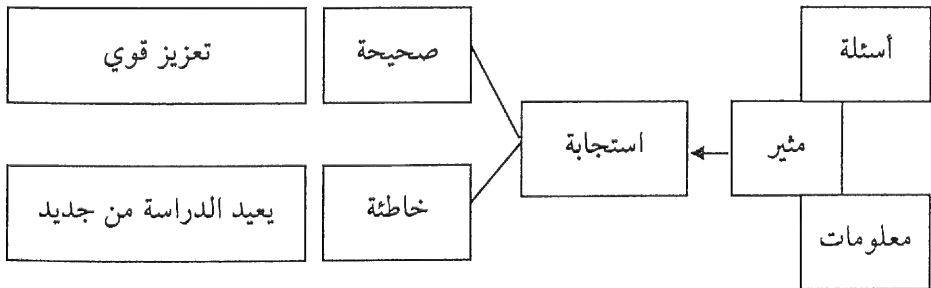 أسئلة
صحيحة
تعزيز قوي
مثير
استجابة
معلومات
خاطئة
يعيد الدراسة من جديد